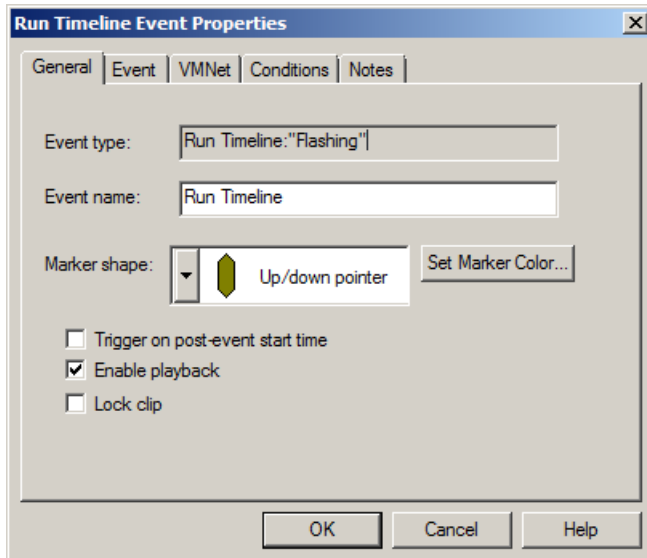 Run Timeline Event Properties
General Event VMNet Conditions Notes
Event type: Run Timeline:"Flashing"
Event name: Run Timeline
Marker shape: Up/down pointer Set Marker Color...
Trigger on post-event start time
Enable playback
Lock clip
OK Cancel Help